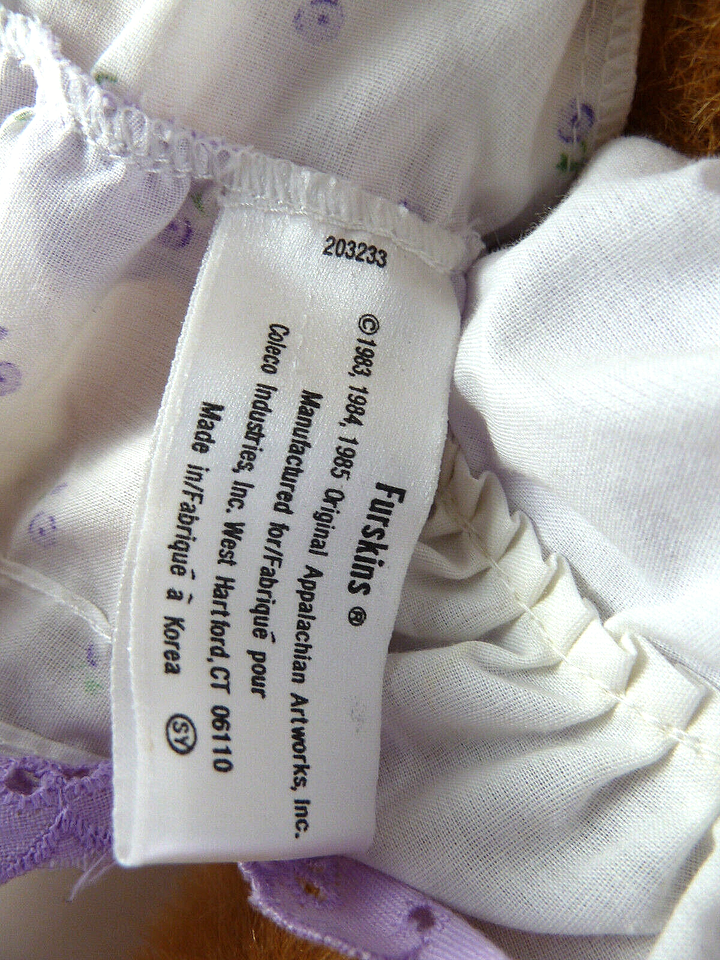 203233
Furskins ®
©1983, 1984, 1985 Original Appalachian Artworks, Inc.
Manufactured for/Fabriqué pour
Coleco Industries, Inc. West Hartford,CT 06110
Made in/Fabriqué à Korea SY